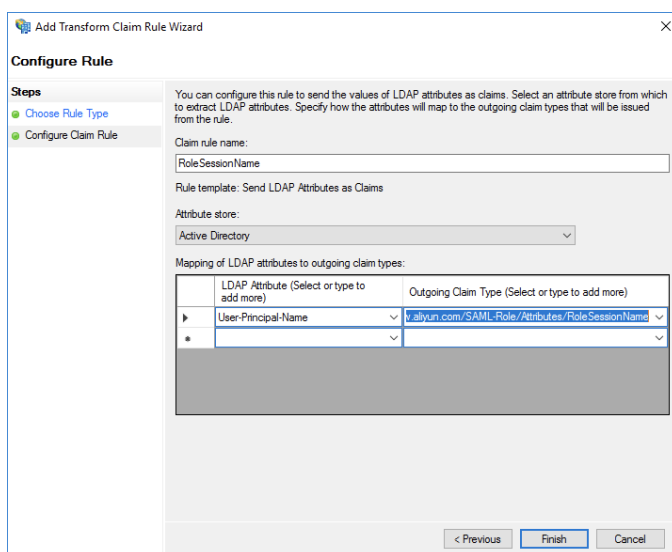 Add Transform Claim Rule Wizard
Configure Rule
Steps
Choose Rule Type
Configure Claim Rule
You can configure this rule to send the values of LDAP attributes as claims. Select an attribute store from which
to extract LDAP attributes. Specify how the attributes will map to the outgoing claim types that will be issued
from the rule.
Claim rule name:
RoleSessionName
Rule template: Send LDAP Attributes as Claims
Attribute store:
Active Directory
Mapping of LDAP attributes to outgoing claim types:
LDAP Attribute (Select or type to
add more)
Outgoing Claim Type (Select or type to add more)
User-Principal-Name
v.aliyun.com/SAML-Role/Attributes/RoleSessionName
< Previous
Finish
Cancel